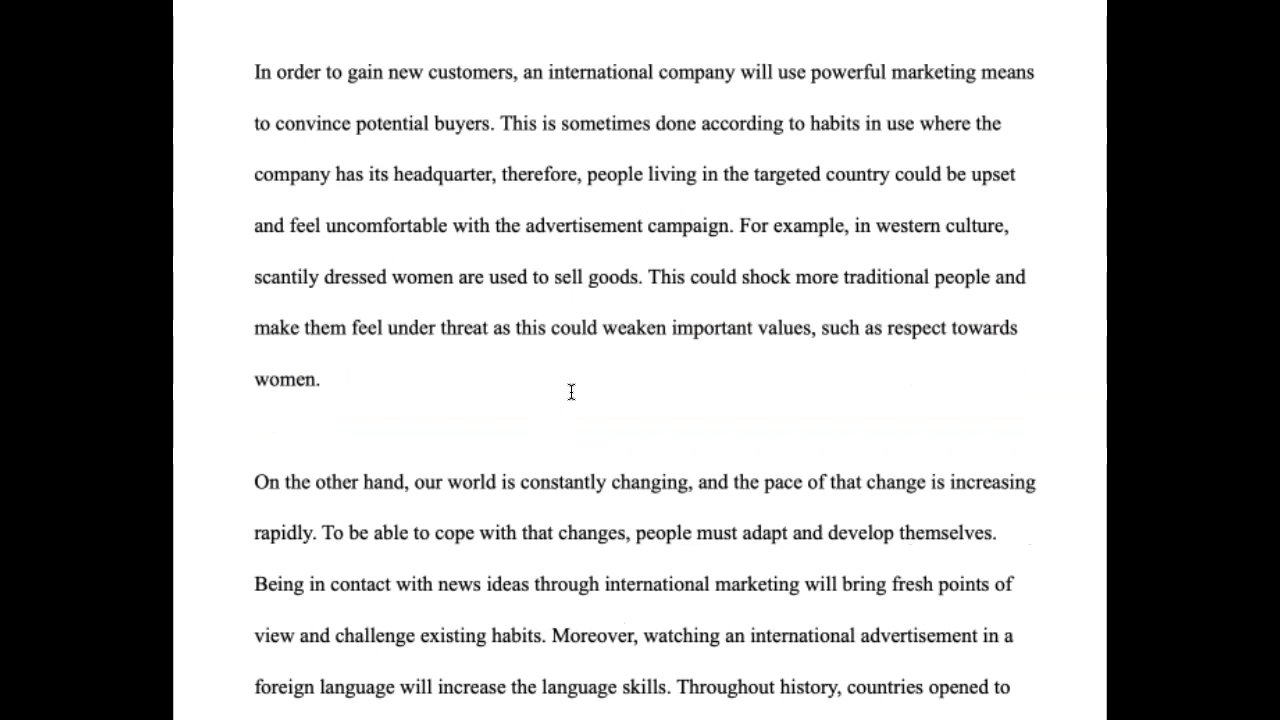 In order to gain new customers, an international company will use powerful marketing means
to convince potential buyers. This is sometimes done according to habits in use where the
company has its headquarter, therefore, people living in the targeted country could be upset
and feel uncomfortable with the advertisement campaign. For example, in western culture,
scantily dressed women are used to sell goods. This could shock more traditional people and
make them feel under threat as this could weaken important values, such as respect towards
women.
On the other hand, our world is constantly changing, and the pace of that change is increasing
rapidly. To be able to cope with that changes, people must adapt and develop themselves.
Being in contact with news ideas through international marketing will bring fresh points of
view and challenge existing habits. Moreover, watching an international advertisement in a
foreign language will increase the language skills. Throughout history, countries opened to